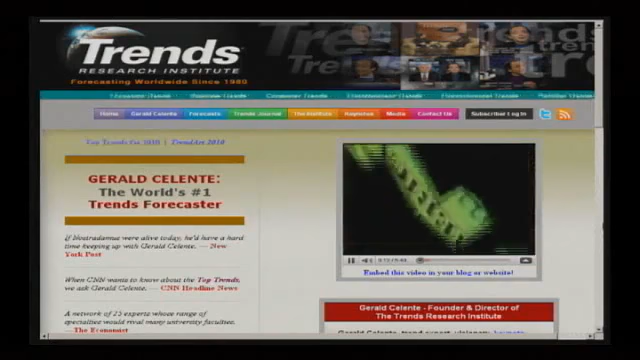 Trends
RESEARCH INSTITUTE
Forecasting Worldwide Since 1980
Home
Gerald Celente
Forecasts
Trends Journal
The Institute
Media
Contact Us
Subscriber Log In
Top Trends for 2010 | TrendArt 2010
GERALD CELENTE:
The World's #1
Trends Forecaster
If Nostradamus were alive today, he'd have a hard
time keeping up with Gerald Celente. — New
York Post
When CNN wants to know about the Top Trends,
we ask Gerald Celente. — CNN Headline News
A network of 25 experts whose range of
specialties would rival many university faculties.
—The Economist
Embed this video in your blog or website!
Gerald Celente - Founder & Director of
The Trends Research Institute